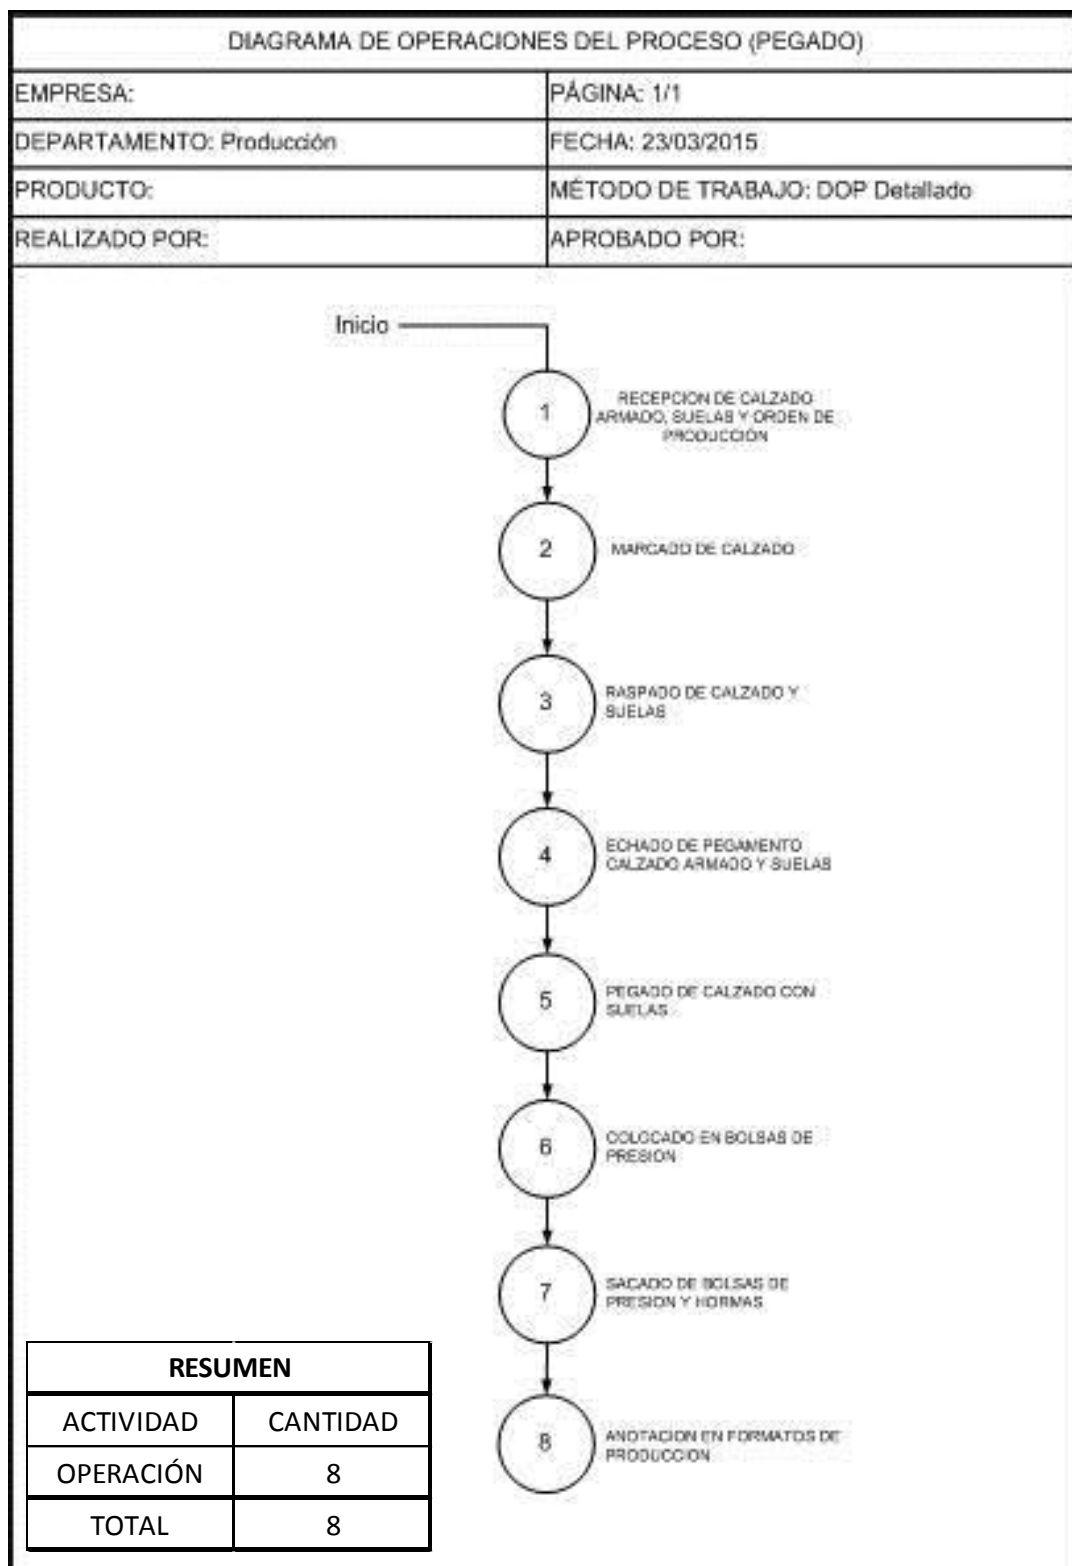 DIAGRAMA DE OPERACIONES DEL PROCESO (PEGADO)
EMPRESA:
PÁGINA: 1/1
DEPARTAMENTO: Producción
FECHA: 23/03/2015
PRODUCTO:
MÉTODO DE TRABAJO: DOP Detallado
REALIZADO POR:
APROBADO POR:
Inicio
1
RECEPCION DE CALZADO
ARMADO, SUELAS Y ORDEN DE
PRODUCCIÓN
2
MARCADO DE CALZADO
3
RASPADO DE CALZADO Y
SUELAS
4
ECHADO DE PEGAMENTO
CALZADO ARMADO Y SUELAS
5
PEGADO DE CALZADO CON
SUELAS
6
COLOCADO EN BOLSAS DE
PRESION
7
SACADO DE BOLSAS DE
PRESION Y HORMAS
8
ANOTACION EN FORMATOS DE
PRODUCCION
RESUMEN
ACTIVIDAD CANTIDAD
OPERACIÓN 8
TOTAL 8